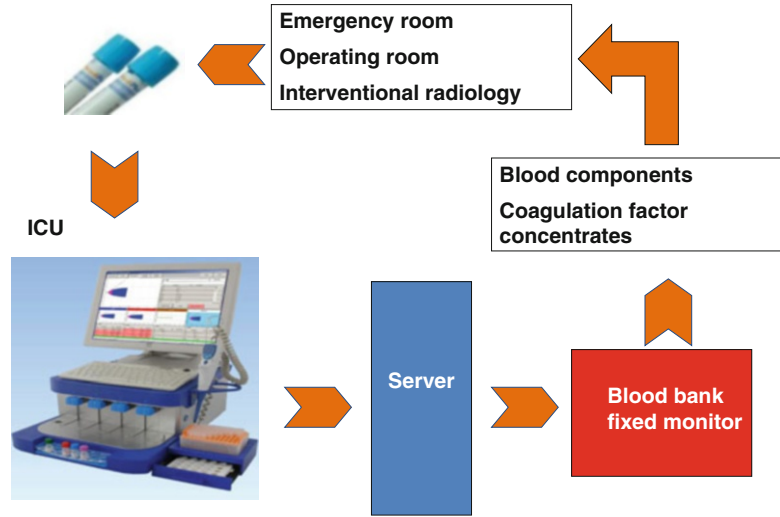 Emergency room
Operating room
Interventional radiology
Blood components
Coagulation factor
concentrates
ICU
Server
Blood bank
fixed monitor